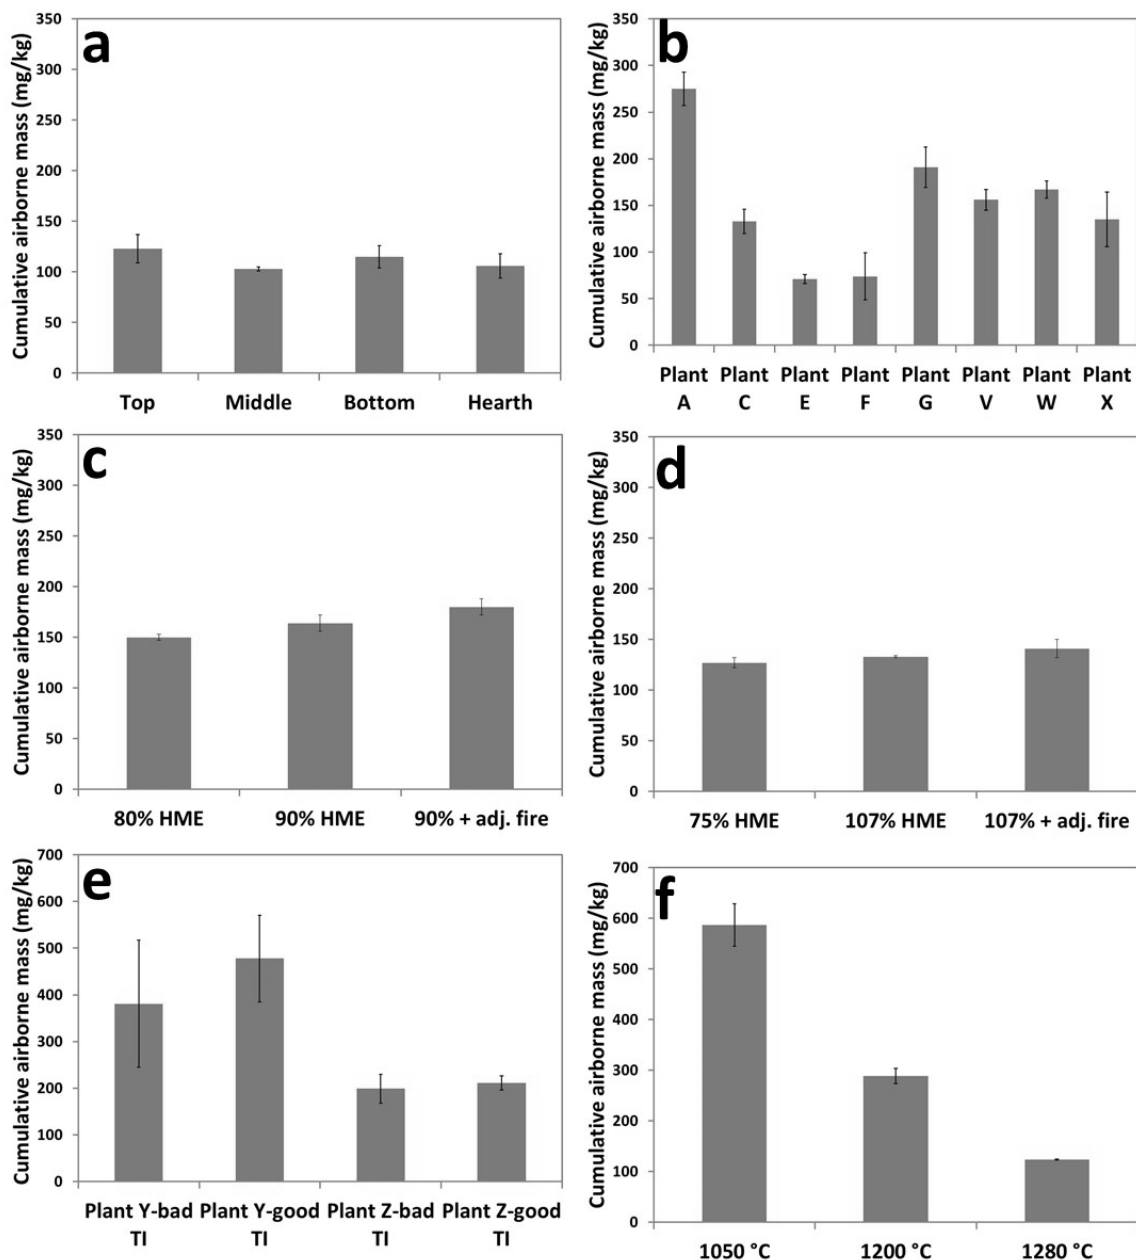 a
Cumulative airborne mass (mg/kg)
350
300
250
200
150
100
50
0
Top Middle Bottom Hearth
b
Cumulative airborne mass (mg/kg)
350
300
250
200
150
100
50
0
Plant Plant Plant Plant Plant Plant Plant Plant
A C E F G V W X
c
Cumulative airborne mass (mg/kg)
350
300
250
200
150
100
50
0
80% HME 90% HME 90% + adj. fire
d
Cumulative airborne mass (mg/kg)
350
300
250
200
150
100
50
0
75% HME 107% HME 107% + adj. fire
e
Cumulative airborne mass (mg/kg)
700
600
500
400
300
200
100
0
Plant Y-bad Plant Y-good Plant Z-bad Plant Z-good
TI TI TI TI
f
Cumulative airborne mass (mg/kg)
700
600
500
400
300
200
100
0
1050 °C 1200 °C 1280 °C